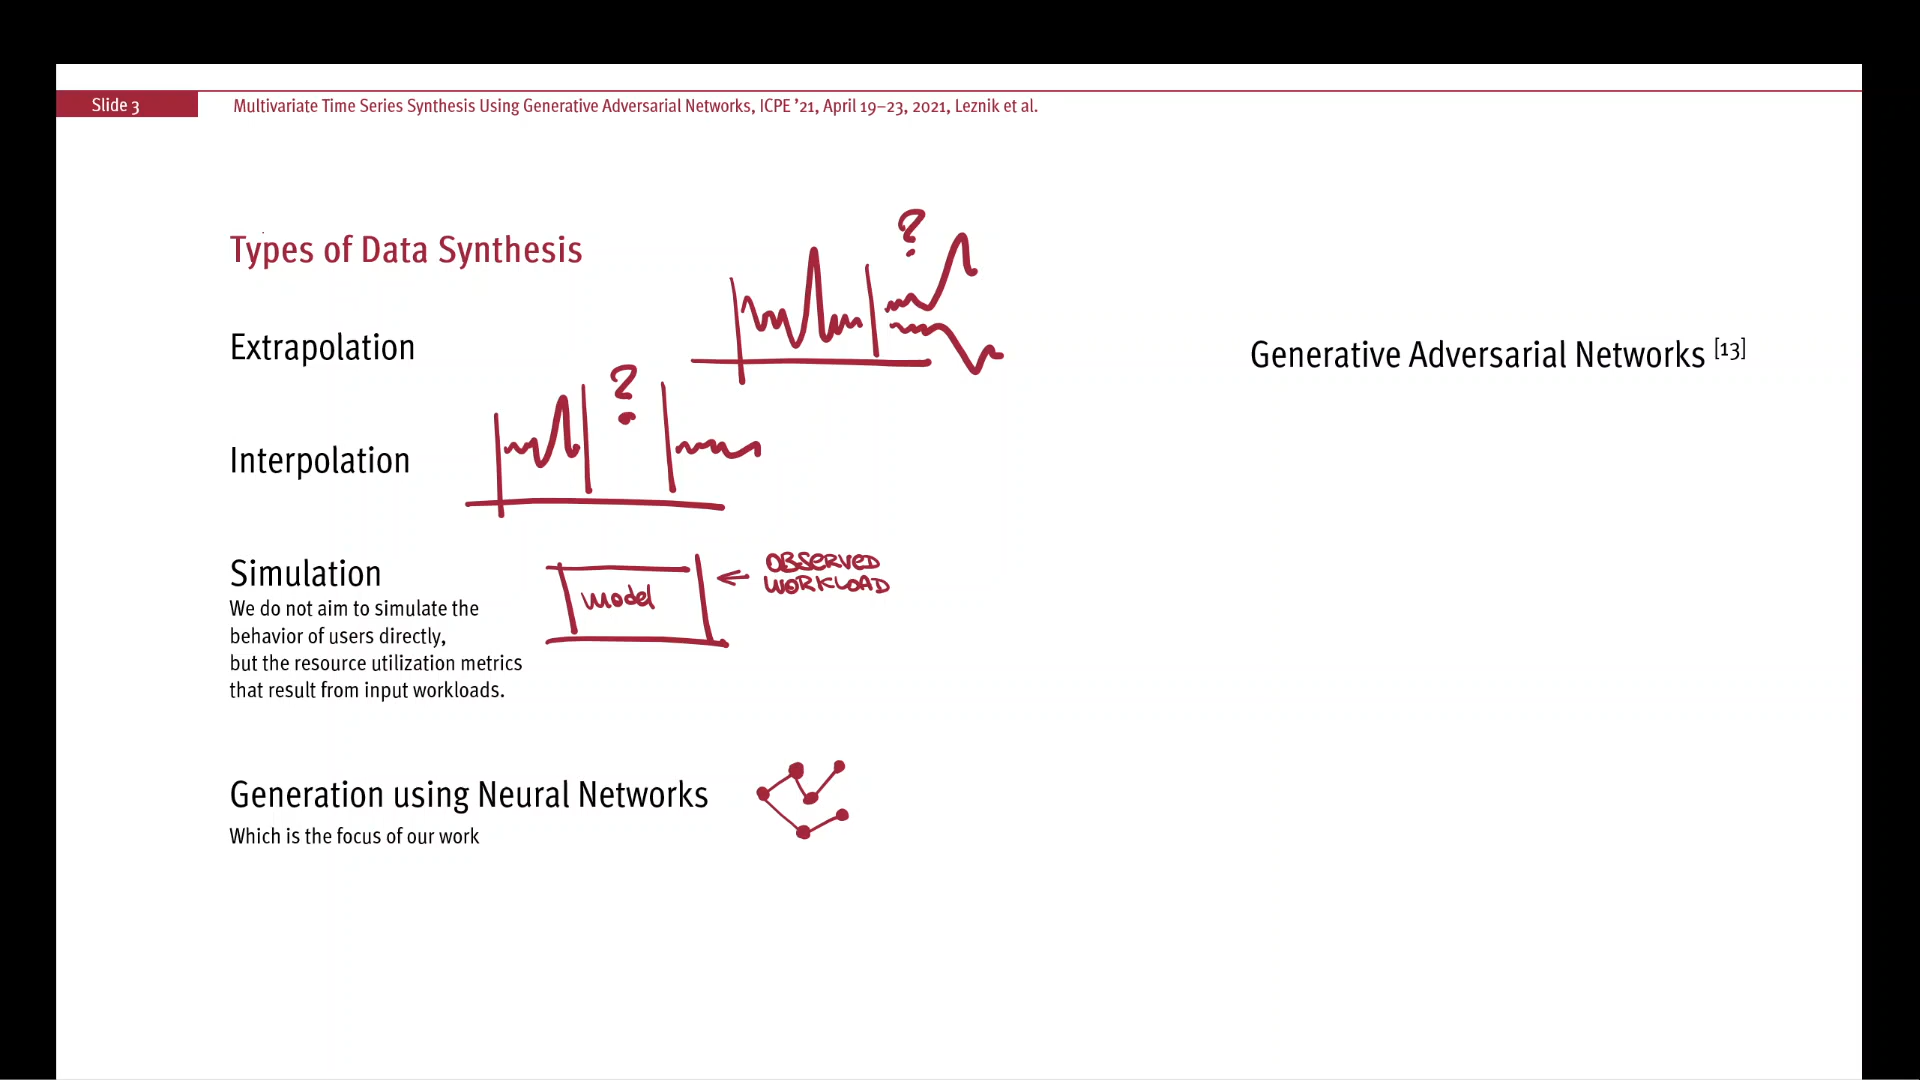 Slide 3
Multivariate Time Series Synthesis Using Generative Adversarial Networks, ICPE ’21, April 19–23, 2021, Leznik et al.
Types of Data Synthesis
?
Extrapolation
Generative Adversarial Networks [13]
?
Interpolation
Simulation
We do not aim to simulate the
behavior of users directly,
but the resource utilization metrics
that result from input workloads.
model
OBSERVED
WORKLOAD
Generation using Neural Networks
Which is the focus of our work